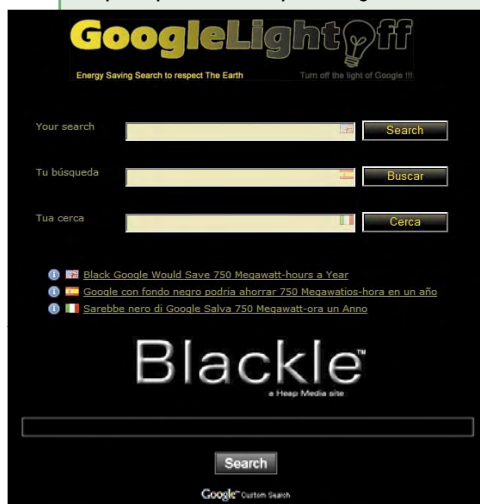 GoogleLightOff
Energy Saving Search to respect The Earth Turn off the light of Google !!!
Your search Search
Tu búsqueda Buscar
Tua cerca Cerca
Black Google Would Save 750 Megawatt-hours a Year
Google con fondo negro podria ahorrar 750 Megawatios-hora en un año
Sarebbe nero di Google Salva 750 Megawatt-ora un Anno
Blackle™
a Heap Media site
Search
Google™ Custom Search